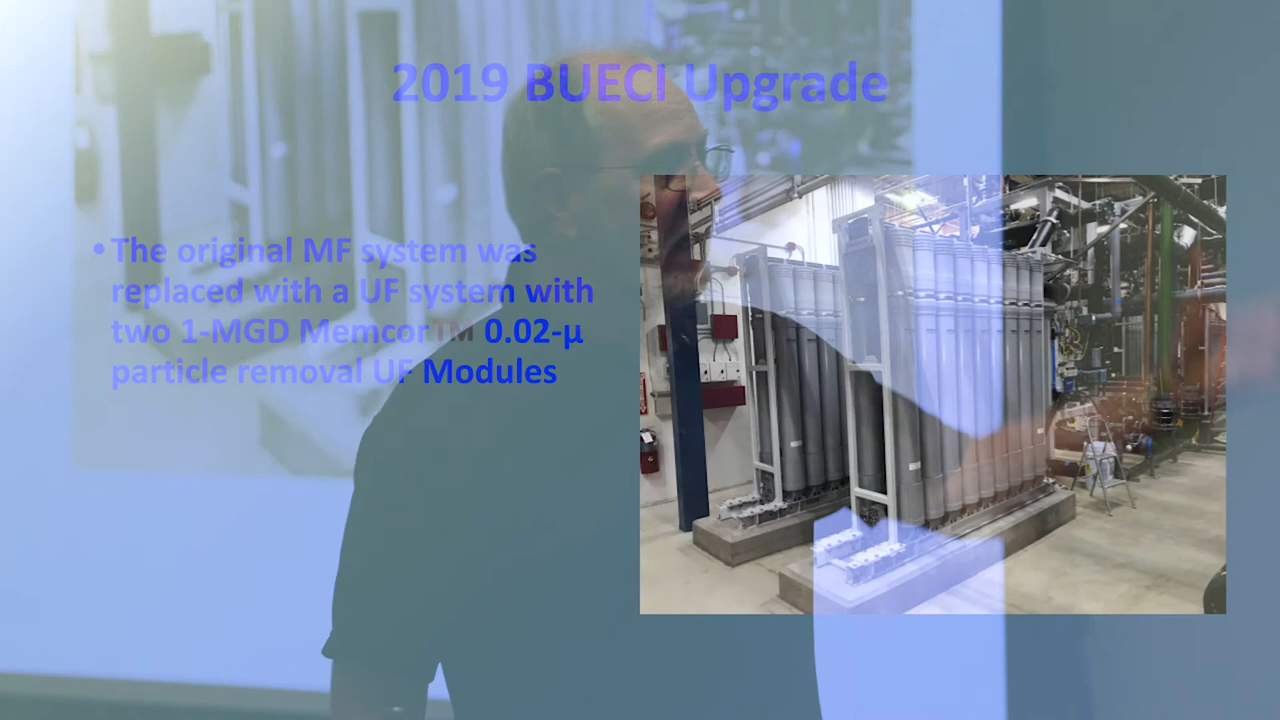 2019 BUECI Upgrade
• The original MF system was
replaced with a UF system with
two 1-MGD Memcor™ 0.02-µ
particle removal UF Modules